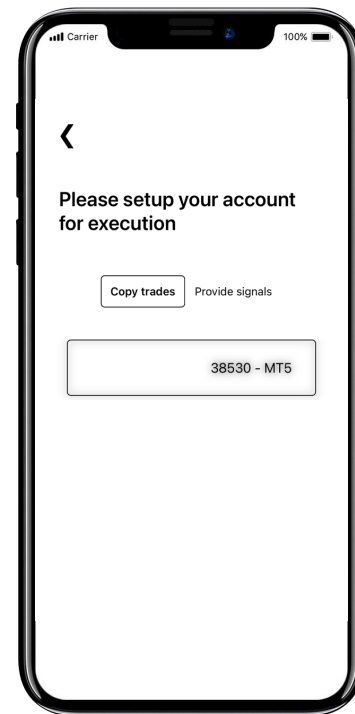 Carrier
100%
Please setup your account
for execution
Copy trades
Provide signals
38530 - MT5